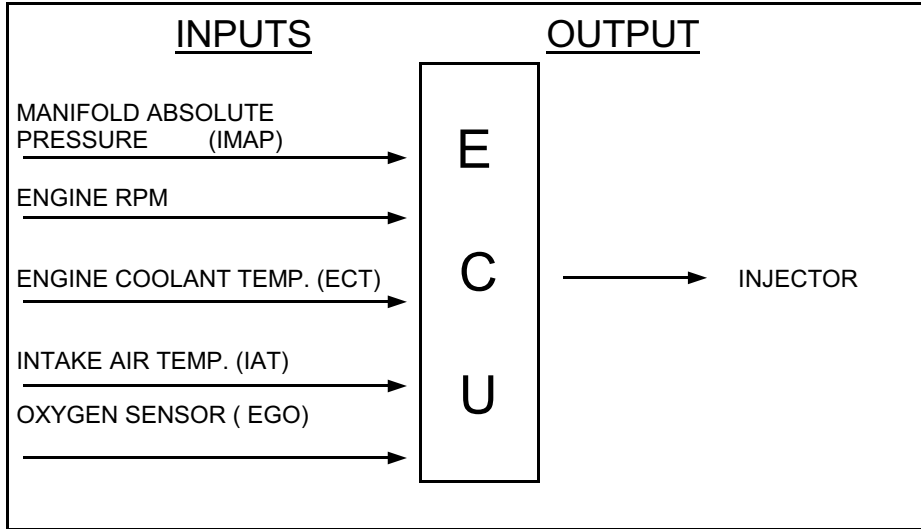 INPUTS
OUTPUT
MANIFOLD ABSOLUTE
PRESSURE (IMAP)
ENGINE RPM
ENGINE COOLANT TEMP. (ECT)
INTAKE AIR TEMP. (IAT)
OXYGEN SENSOR ( EGO)
E
C
U
INJECTOR